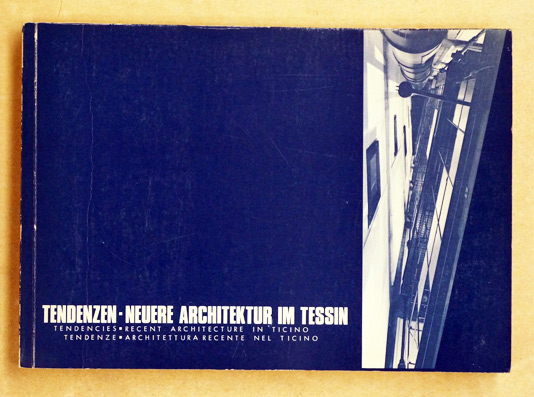 TENDENZEN▪NEUERE ARCHITEKTUR IM TESSIN
TENDENCIES▪RECENT ARCHITECTURE IN TICINO
TENDENZE▪ARCHITETTURA RECENTE NEL TICINO